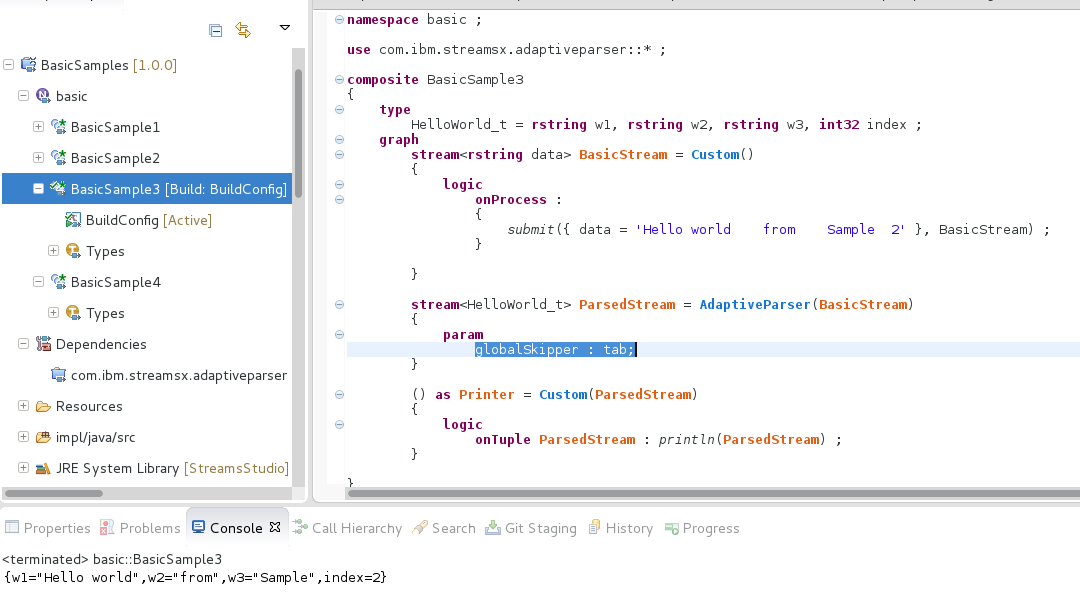 BasicSamples [1.0.0]
basic
BasicSample1
BasicSample2
BasicSample3 [Build: BuildConfig]
BuildConfig [Active]
Types
BasicSample4
Types
Dependencies
com.ibm.streamsx.adaptiveparser
Resources
impl/java/src
JRE System Library [StreamsStudio]
namespace basic ;
use com.ibm.streamsx.adaptiveparser::* ;
composite BasicSample3
{
type
HelloWorld_t = rstring w1, rstring w2, rstring w3, int32 index ;
graph
stream<rstring data> BasicStream = Custom()
{
logic
onProcess :
{
submit({ data = 'Hello world    from    Sample  2' }, BasicStream) ;
}
}
stream<HelloWorld_t> ParsedStream = AdaptiveParser(BasicStream)
{
param
globalSkipper : tab;
}
() as Printer = Custom(ParsedStream)
{
logic
onTuple ParsedStream : println(ParsedStream) ;
}
}
Properties Problems Console Call Hierarchy Search Git Staging History Progress
<terminated> basic::BasicSample3
{w1="Hello world",w2="from",w3="Sample",index=2}